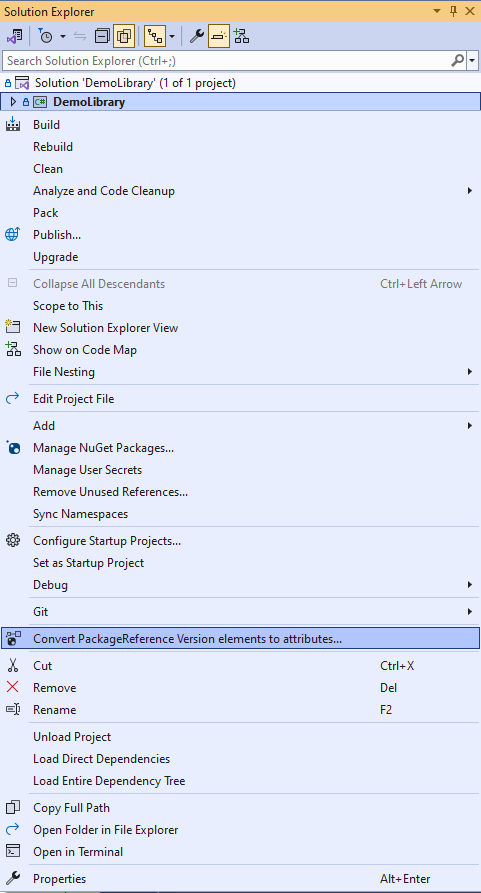 Solution Explorer
Search Solution Explorer (Ctrl+;)
Solution 'DemoLibrary' (1 of 1 project)
C# DemoLibrary
Build
Rebuild
Clean
Analyze and Code Cleanup
Pack
Publish...
Upgrade
Collapse All Descendants Ctrl+Left Arrow
Scope to This
New Solution Explorer View
Show on Code Map
File Nesting
Edit Project File
Add
Manage NuGet Packages...
Manage User Secrets
Remove Unused References...
Sync Namespaces
Configure Startup Projects...
Set as Startup Project
Debug
Git
Convert PackageReference Version elements to attributes...
Cut Ctrl+X
Remove Del
Rename F2
Unload Project
Load Direct Dependencies
Load Entire Dependency Tree
Copy Full Path
Open Folder in File Explorer
Open in Terminal
Properties Alt+Enter